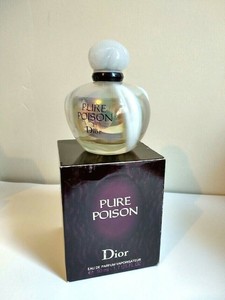 PURE
POISON
Dior
PURE
POISON
Dior
EAU DE PARFUM VAPORISATEUR